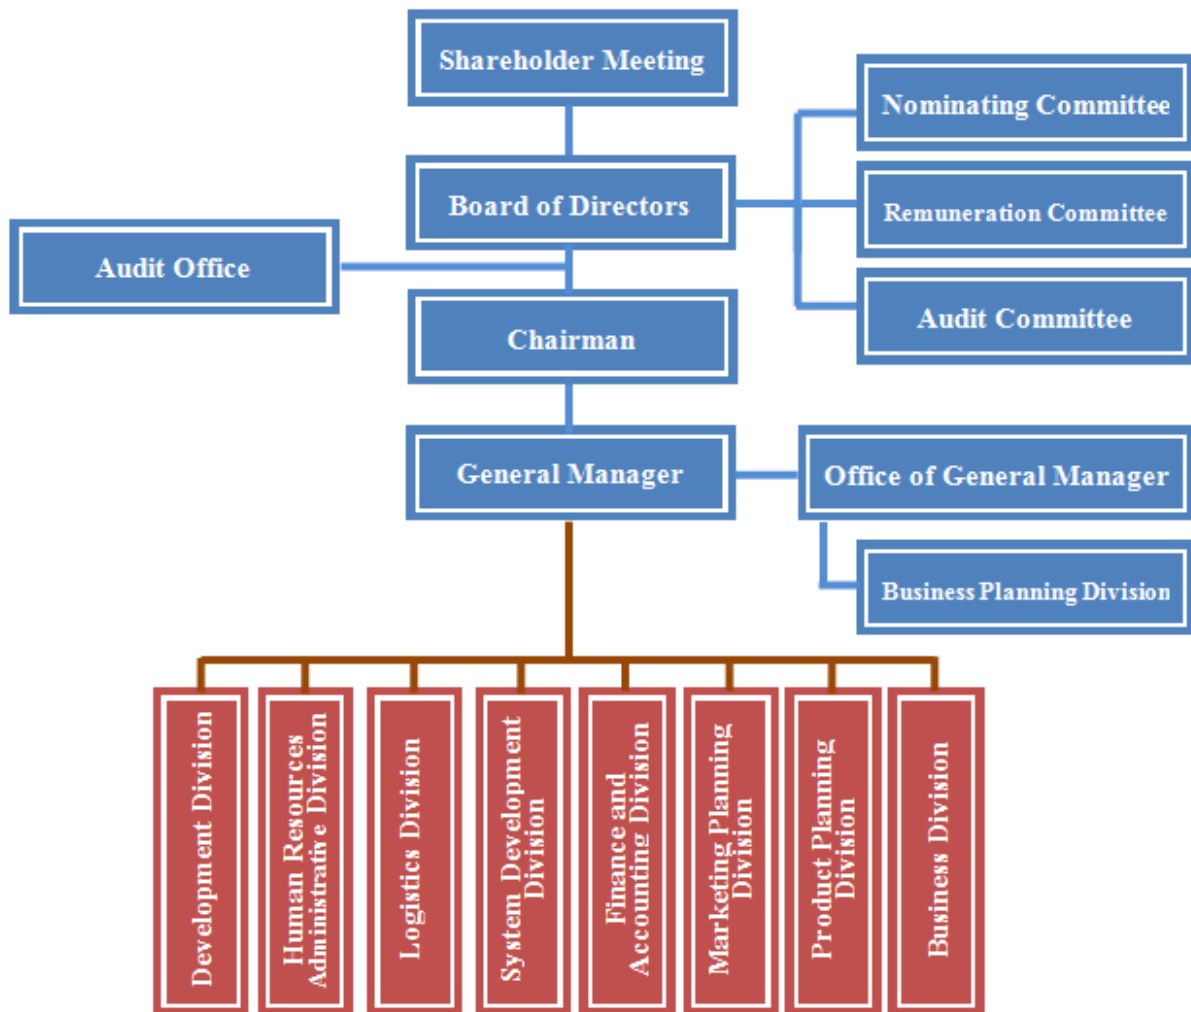 Shareholder Meeting
Nominating Committee
Board of Directors
Remuneration Committee
Audit Office
Audit Committee
Chairman
General Manager
Office of General Manager
Business Planning Division
Development Division
Human Resources
Administrative Division
Logistics Division
System Development
Division
Finance and
Accounting Division
Marketing Planning
Division
Product Planning
Division
Business Division